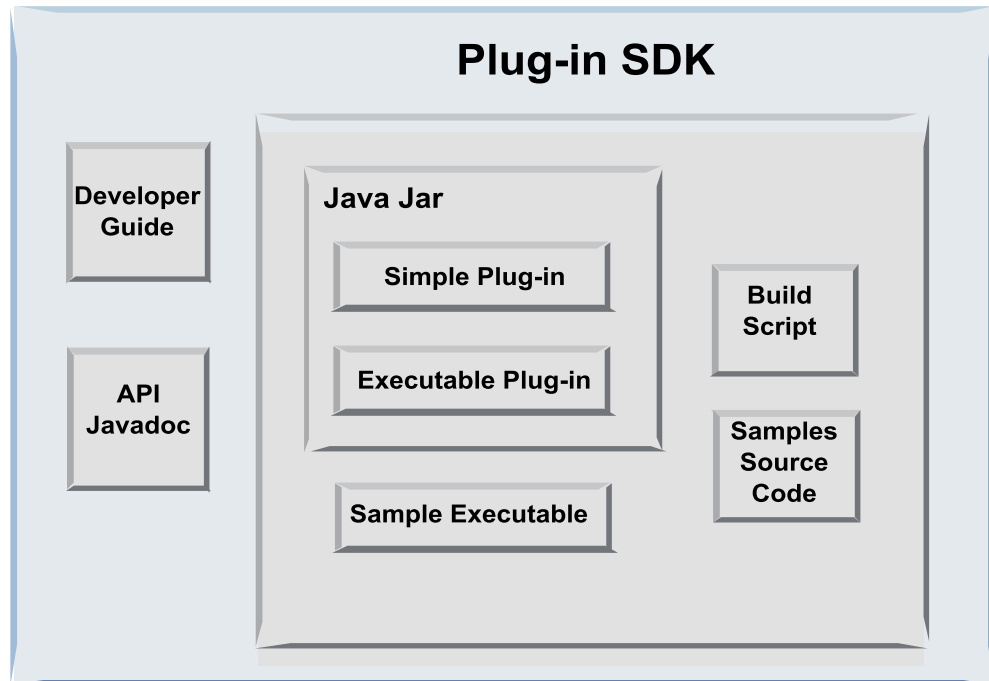 Plug-in SDK
Developer
Guide
API
Javadoc
Java Jar
Simple Plug-in
Executable Plug-in
Sample Executable
Build
Script
Samples
Source
Code